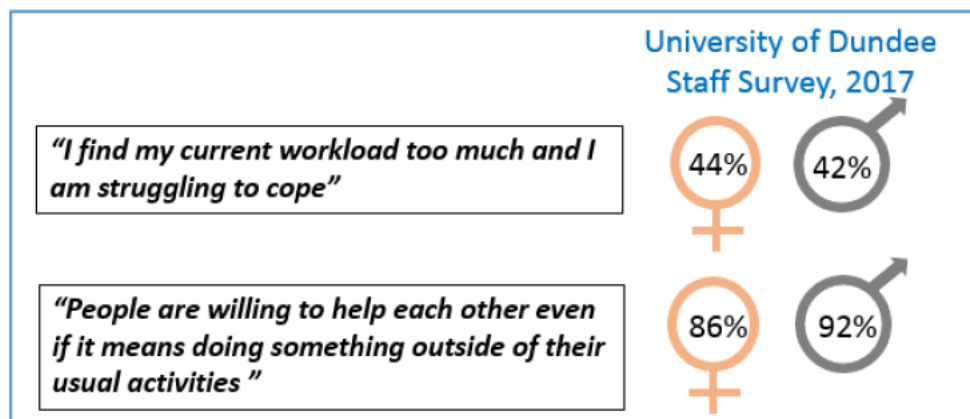 University of Dundee
Staff Survey, 2017
“I find my current workload too much and I
am struggling to cope”
44%
42%
“People are willing to help each other even
if it means doing something outside of their
usual activities ”
86%
92%